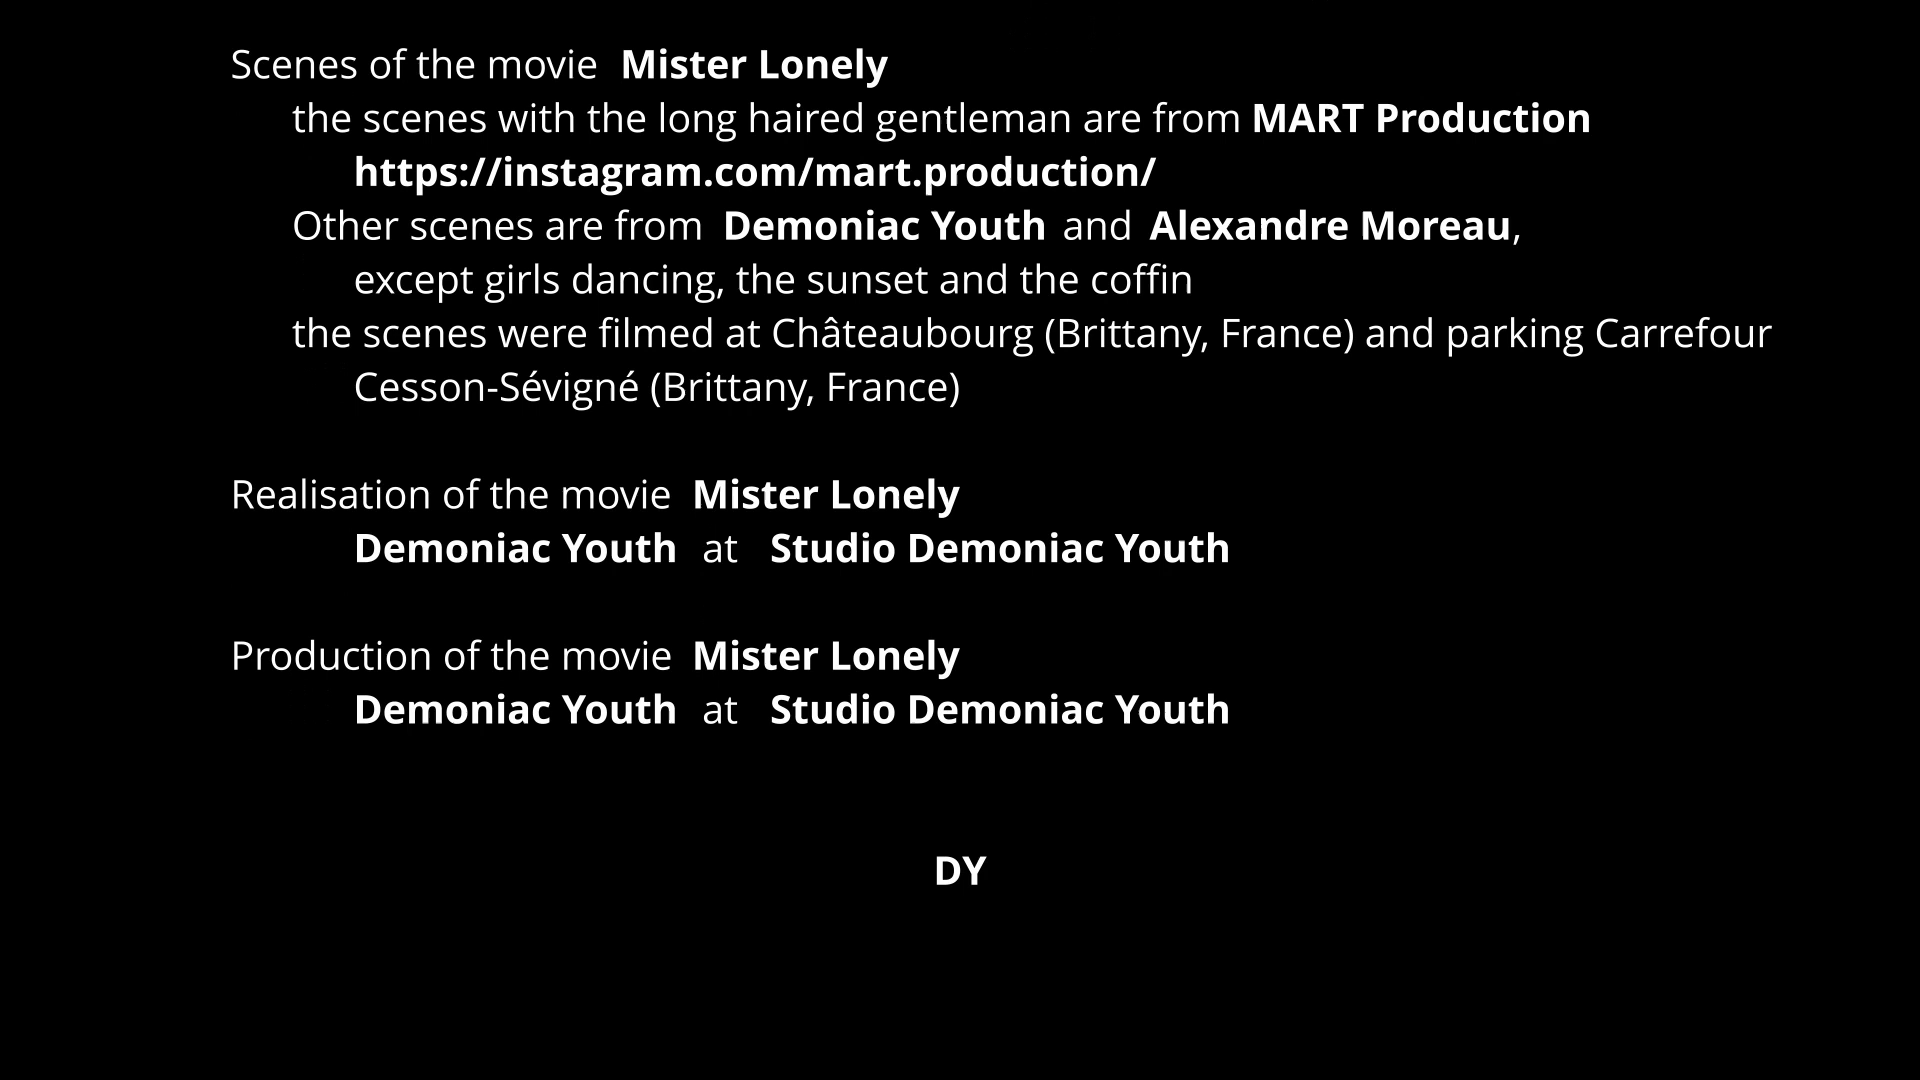 Scenes of the movie Mister Lonely
the scenes with the long haired gentleman are from MART Production
https://instagram.com/mart.production/
Other scenes are from Demoniac Youth and Alexandre Moreau,
except girls dancing, the sunset and the coffin
the scenes were filmed at Châteaubourg (Brittany, France) and parking Carrefour
Cesson-Sévigné (Brittany, France)
Realisation of the movie Mister Lonely
Demoniac Youth at Studio Demoniac Youth
Production of the movie Mister Lonely
Demoniac Youth at Studio Demoniac Youth
DY